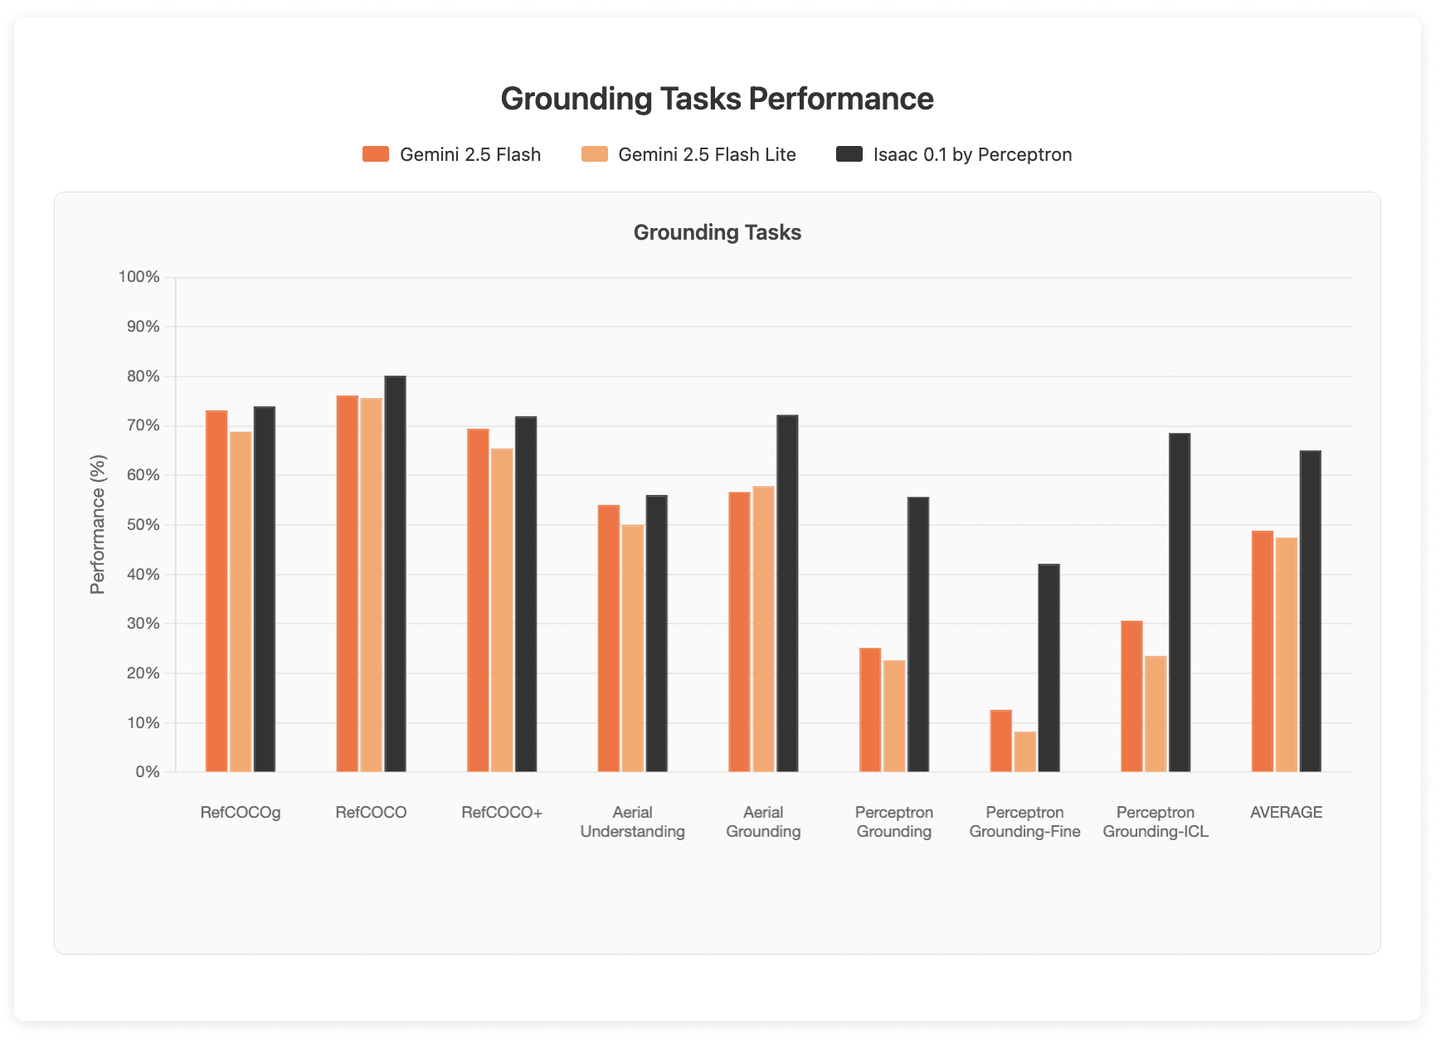 Grounding Tasks Performance
Gemini 2.5 Flash
Gemini 2.5 Flash Lite
Isaac 0.1 by Perceptron
Grounding Tasks
Performance (%)
100%
90%
80%
70%
60%
50%
40%
30%
20%
10%
0%
RefCOCOg
RefCOCO
RefCOCO+
Aerial
Understanding
Aerial
Grounding
Perceptron
Grounding
Perceptron
Grounding-Fine
Perceptron
Grounding-ICL
AVERAGE